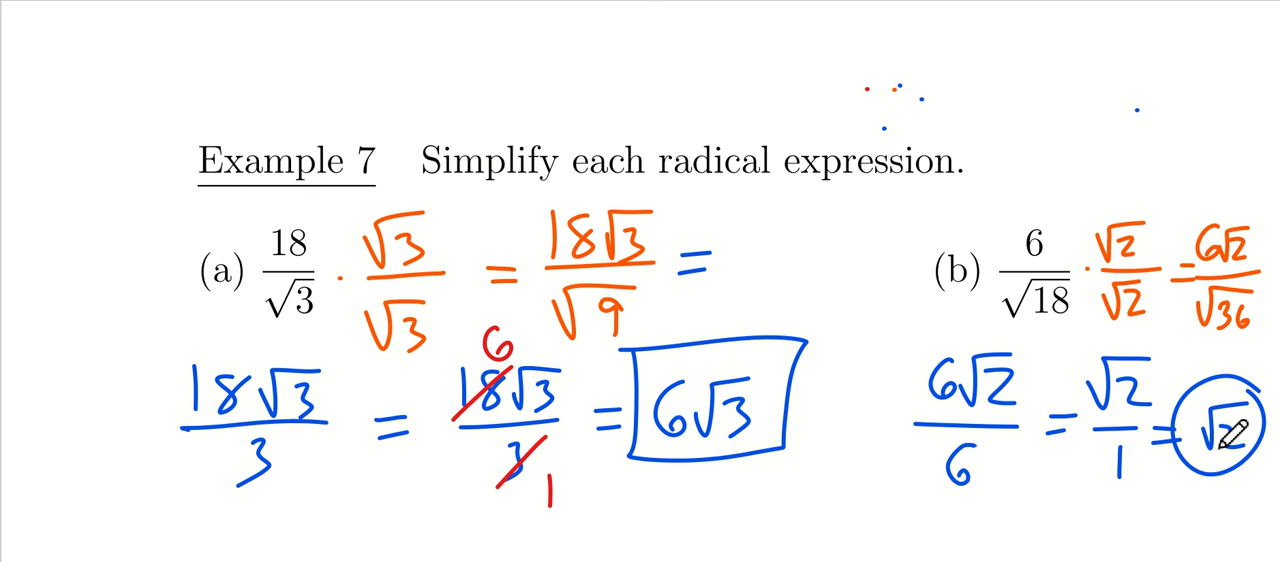 Example 7 Simplify each radical expression.
(a) 18/√3 · √3/√3 = 18√3/√9 =
18√3/3 = 18√3/3 = 6√3
6
1
(b) 6/√18 · √2/√2 = 6√2/√36
6√2/6 = √2/1 = √2